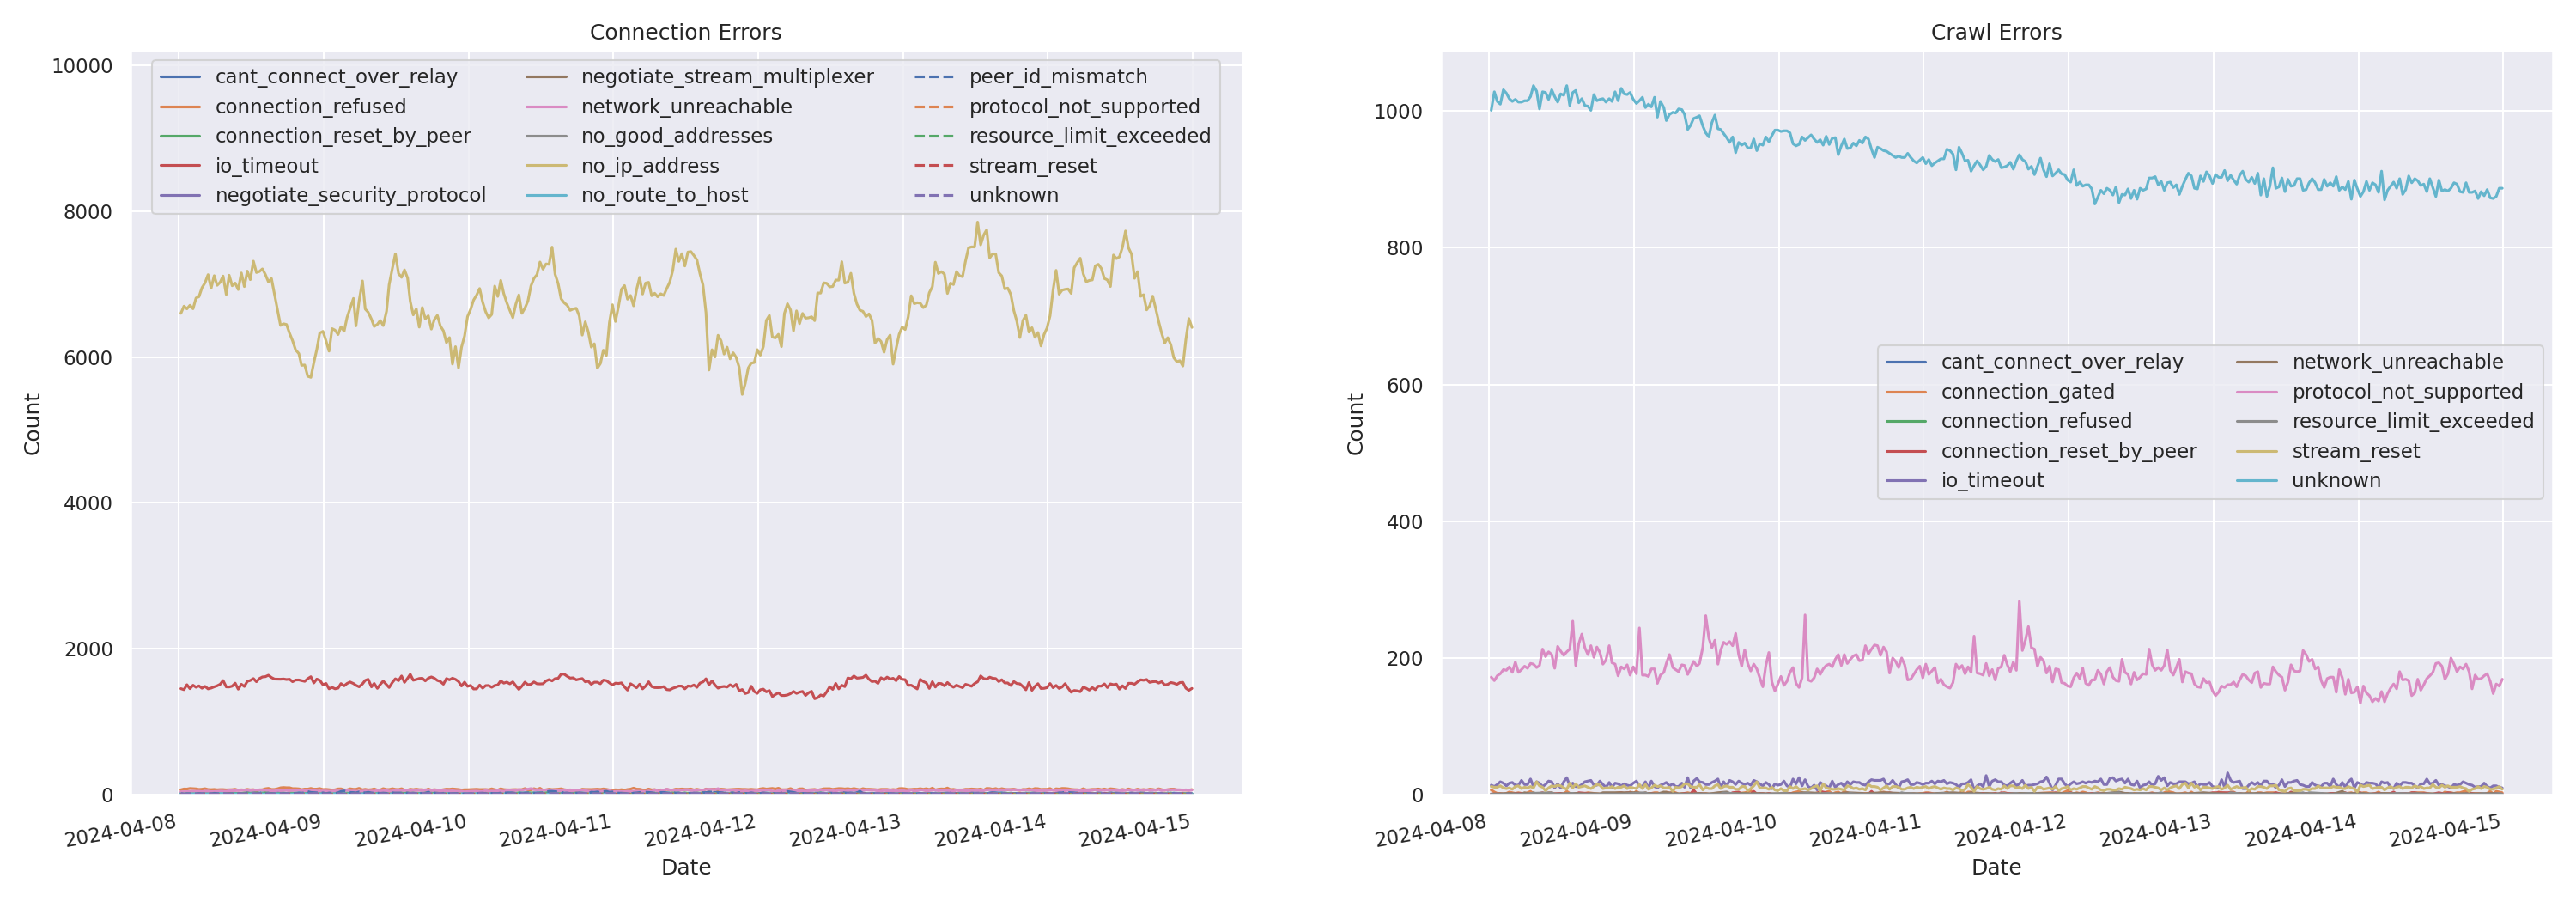 Connection Errors
10000
8000
6000
4000
2000
0
Count
cant_connect_over_relay
connection_refused
connection_reset_by_peer
io_timeout
negotiate_security_protocol
negotiate_stream_multiplexer
network_unreachable
no_good_addresses
no_ip_address
no_route_to_host
peer_id_mismatch
protocol_not_supported
resource_limit_exceeded
stream_reset
unknown
2024-04-08
2024-04-09
2024-04-10
2024-04-11
2024-04-12
2024-04-13
2024-04-14
2024-04-15
Date
Crawl Errors
1000
800
600
400
200
0
Count
cant_connect_over_relay
connection_gated
connection_refused
connection_reset_by_peer
io_timeout
network_unreachable
protocol_not_supported
resource_limit_exceeded
stream_reset
unknown
2024-04-08
2024-04-09
2024-04-10
2024-04-11
2024-04-12
2024-04-13
2024-04-14
2024-04-15
Date